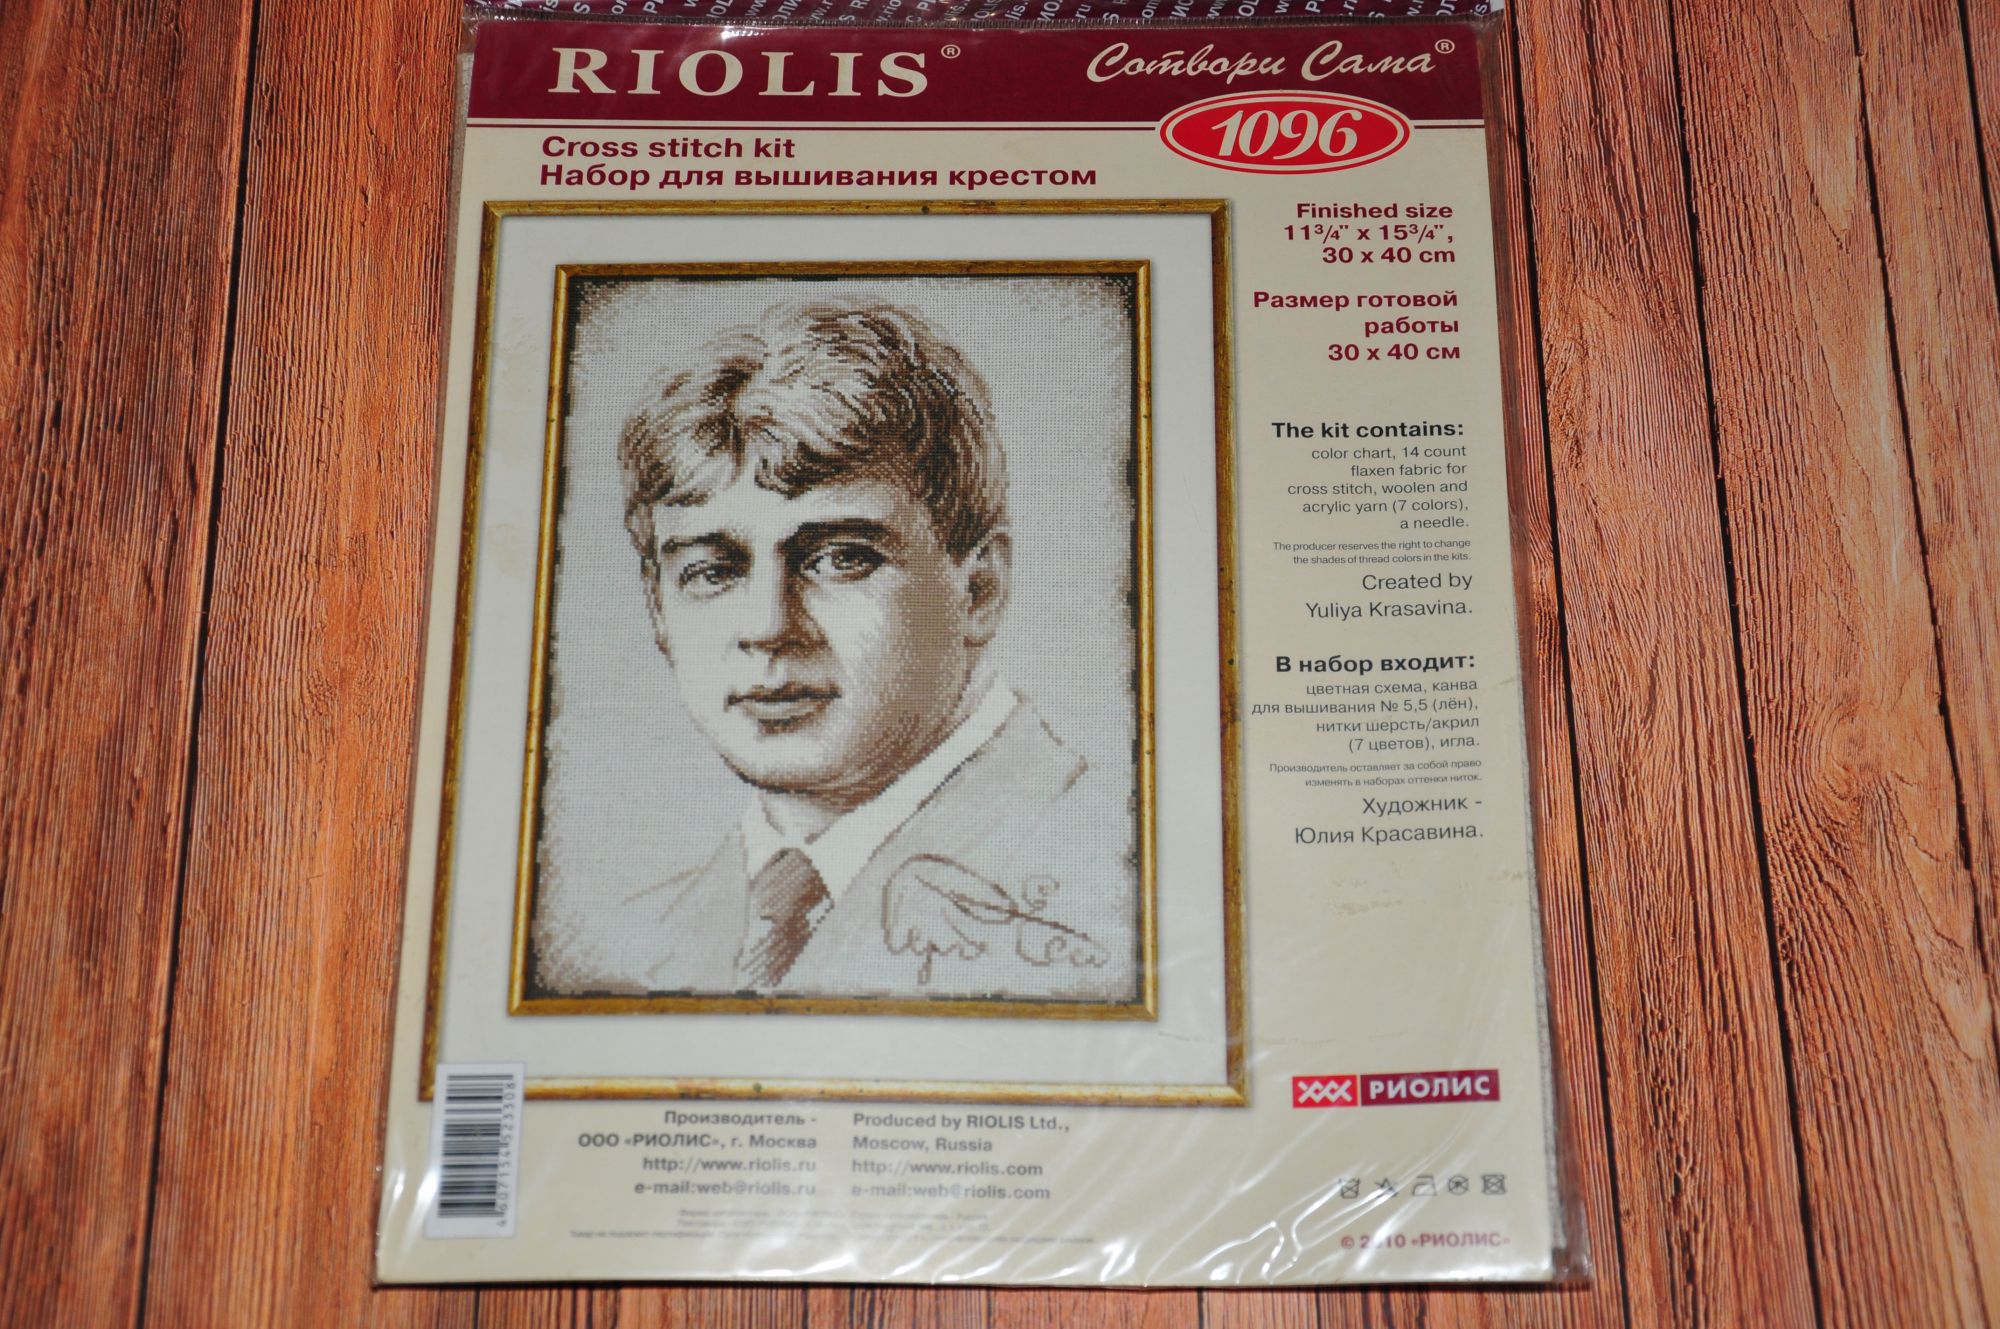 RIOLIS®
Сотвори Сама®
1096
Cross stitch kit
Набор для вышивания крестом
Finished size
11¾" x 15¾",
30 x 40 cm
Размер готовой
работы
30 x 40 см
The kit contains:
color chart, 14 count
flaxen fabric for
cross stitch, woolen and
acrylic yarn (7 colors),
a needle.
The producer reserves the right to change
the shades of thread colors in the kits.
Created by
Yuliya Krasavina.
В набор входит:
цветная схема, канва
для вышивания № 5,5 (лён),
нитки шерсть/акрил
(7 цветов), игла.
Производитель оставляет за собой право
изменять в наборах оттенки ниток.
Художник -
Юлия Красавина.
РИОЛИС
Производитель -
ООО «РИОЛИС», г. Москва
http://www.riolis.ru
e-mail:web@riolis.ru
Produced by RIOLIS Ltd.,
Moscow, Russia
http://www.riolis.com
e-mail:web@riolis.com
4607154523308
© 2010 «РИОЛИС»